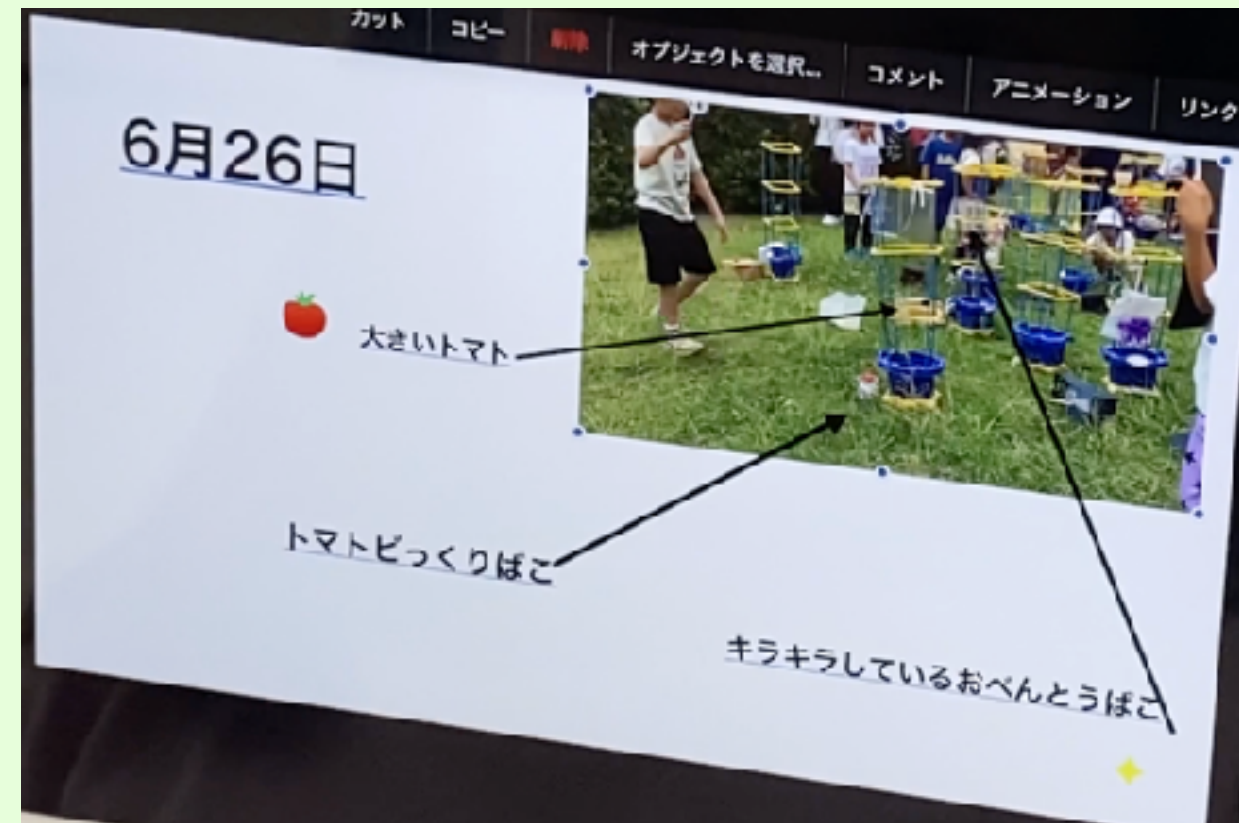 カット
コピー
削除
オブジェクトを選択...
コメント
アニメーション
リンク
6月26日
大きいトマト
トマトビっくりばこ
キラキラしているおべんとうばこ